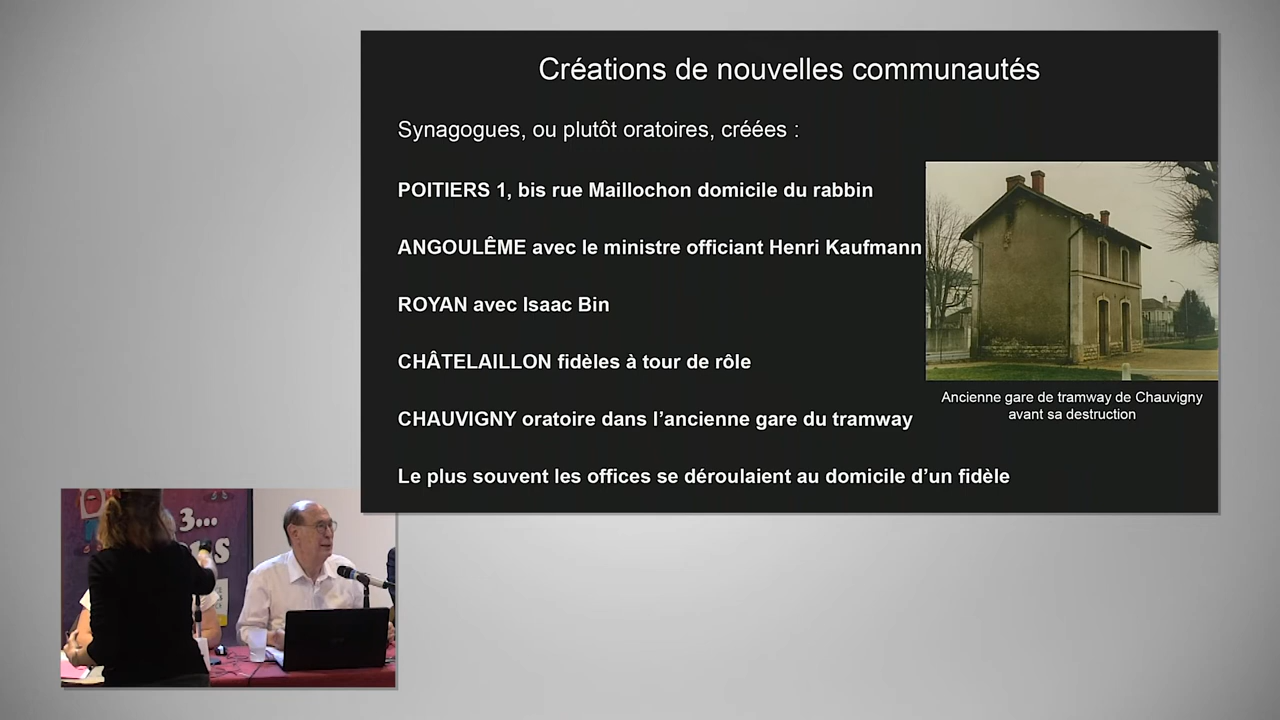 Créations de nouvelles communautés
Synagogues, ou plutôt oratoires, créées :
POITIERS 1, bis rue Maillochon domicile du rabbin
ANGOULÊME avec le ministre officiant Henri Kaufmann
ROYAN avec Isaac Bin
CHÂTELAILLON fidèles à tour de rôle
CHAUVIGNY oratoire dans l’ancienne gare du tramway
Le plus souvent les offices se déroulaient au domicile d’un fidèle
Ancienne gare de tramway de Chauvigny
avant sa destruction
3...